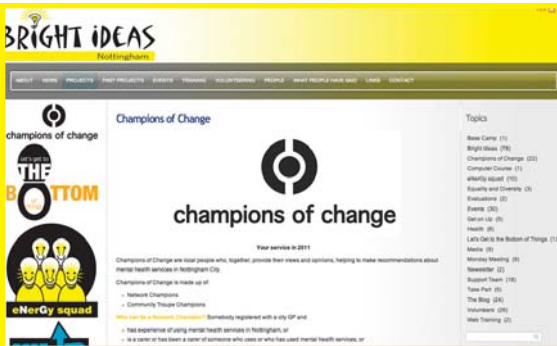 BRiGHT iDEAS
Nottingham
ABOUT NEWS PROJECTS PAST PROJECTS EVENTS TRAINING VOLUNTEERING PEOPLE WHAT PEOPLE HAVE SAID LINKS CONTACT
champions of change
Let's get to
THE
BOTTOM
of things
eNerGy squad
Champions of Change
champions of change
Your service in 2011
Champions of Change are local people who, together, provide their views and opinions, helping to make recommendations about
mental health services in Nottingham City.
Champions of Change is made up of:
Network Champions
Community Troupe Champions
Who can be a Network Champion? Somebody registered with a city GP and
has experience of using mental health services in Nottingham, or
is a carer or has been a carer of someone who uses or who has used mental health services, or
Topics
Base Camp (1)
Bright Ideas (78)
Champions of Change (22)
Computer Course (1)
eNerGy squad (10)
Equality and Diversity (3)
Evaluations (2)
Events (30)
Get on Up (5)
Health (8)
Let's Get to the Bottom of Things (1
Media (9)
Monday Meeting (9)
Newsletter (2)
Support Team (18)
Take Part (5)
The Blog (24)
Volunteers (26)
Web Training (2)